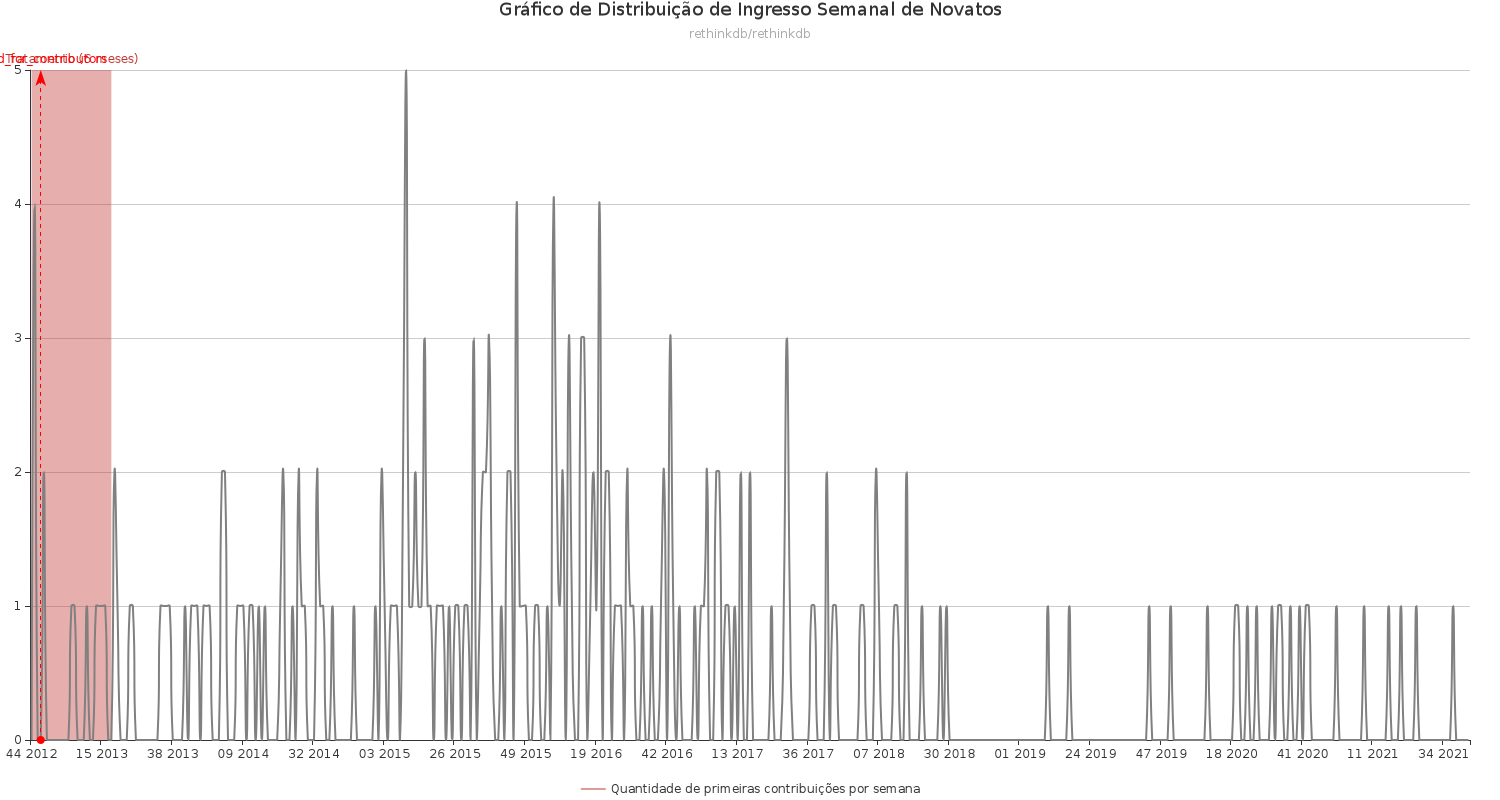 Gráfico de Distribuição de Ingresso Semanal de Novatos
rethinkdb/rethinkdb
(6 meses)
5
4
3
2
1
0
44 2012 15 2013 38 2013 09 2014 32 2014 03 2015 26 2015 49 2015 19 2016 42 2016 13 2017 36 2017 07 2018 30 2018 01 2019 24 2019 47 2019 18 2020 41 2020 11 2021 34 2021
Quantidade de primeiras contribuições por semana